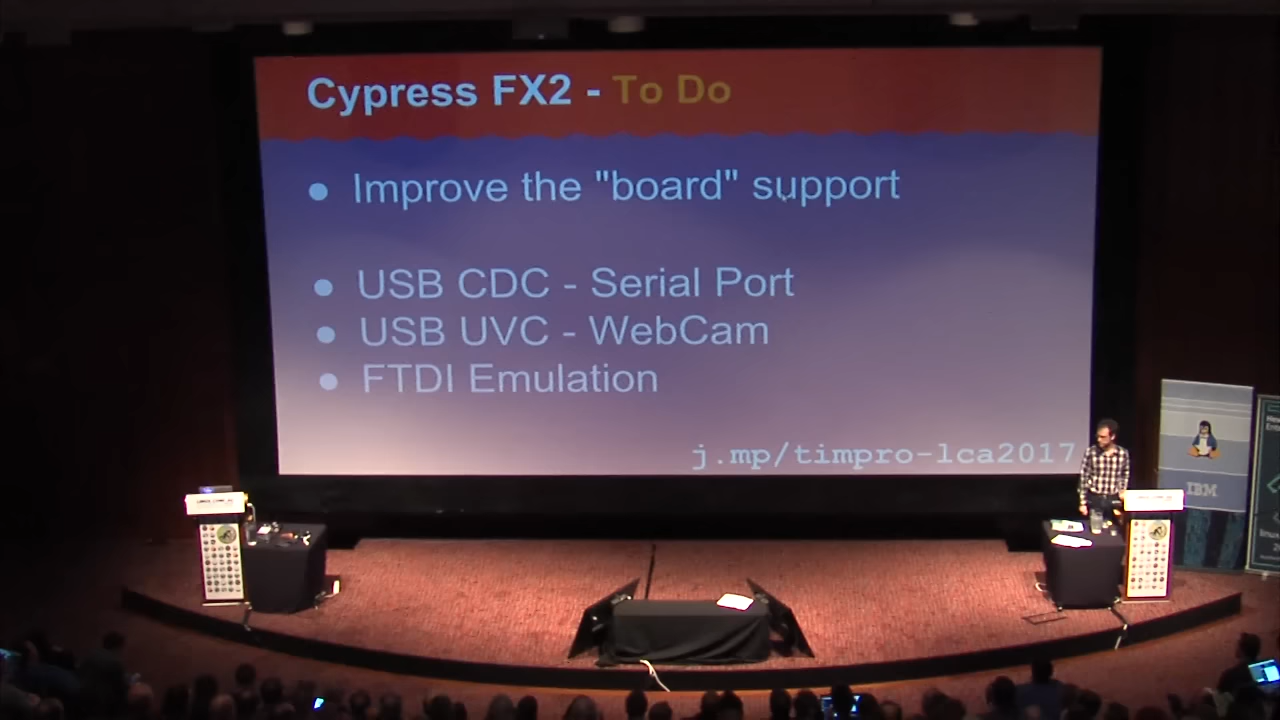 Cypress FX2 - To Do
● Improve the "board" support
● USB CDC - Serial Port
● USB UVC - WebCam
● FTDI Emulation
j.mp/timpro-lca2017
IBM